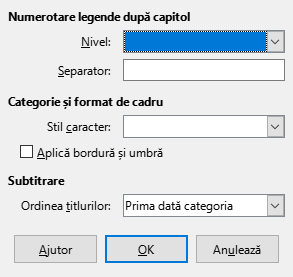 Numerotare legende după capitol
Nivel:
Separator:
Categorie și format de cadru
Stil caracter:
Aplică bordură și umbră
Subtitrare
Ordinea titlurilor: Prima dată categoria
Ajutor OK Anulează